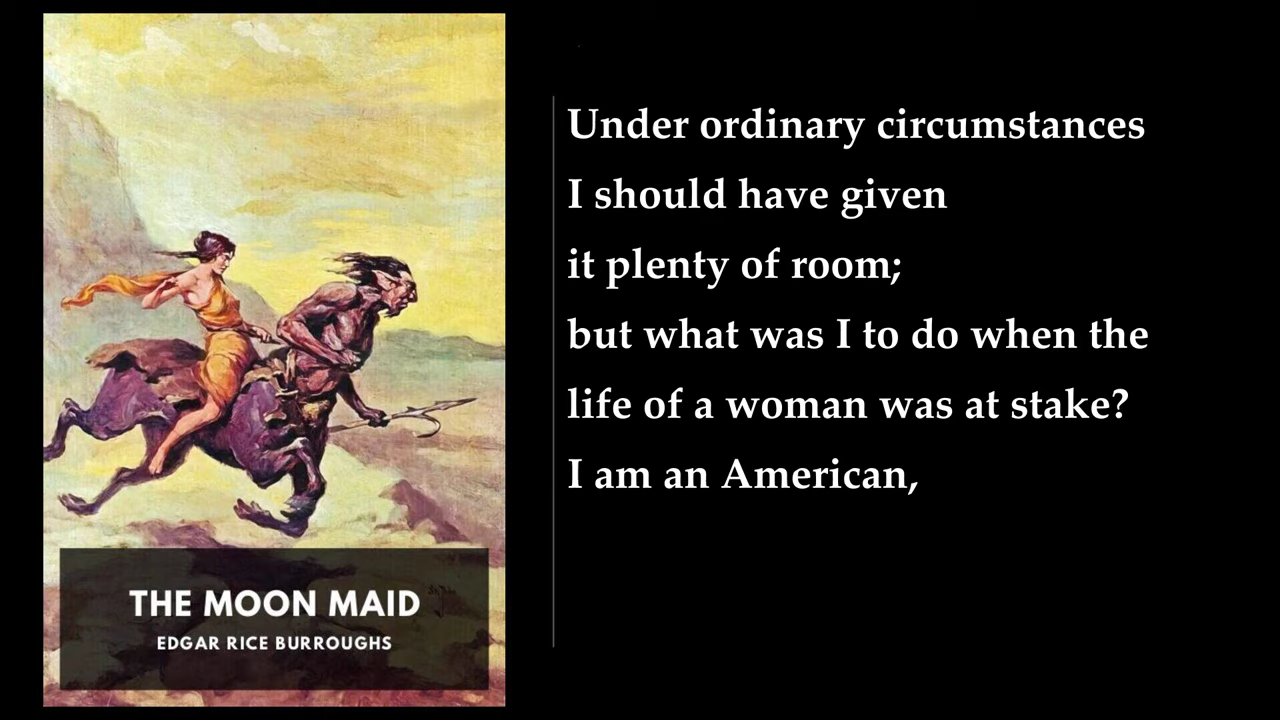 THE MOON MAID
EDGAR RICE BURROUGHS
Under ordinary circumstances
I should have given
it plenty of room;
but what was I to do when the
life of a woman was at stake?
I am an American,